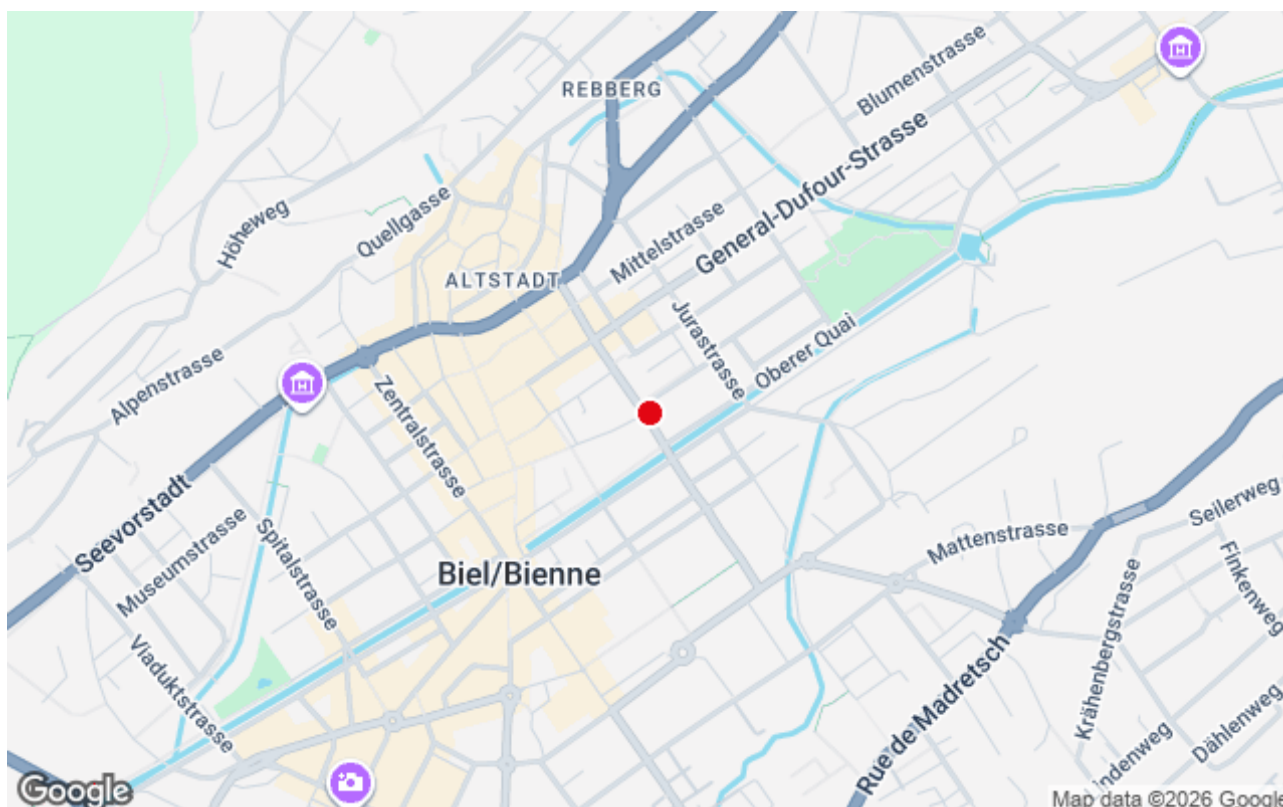 REBBERG
Blumenstrasse
General-Dufour-Strasse
Höheweg
Quellgasse
Mittelstrasse
ALTSTADT
Jurastrasse
Oberer Quai
Alpenstrasse
Zentralstrasse
Seevorstadt
Museumstrasse
Spitalstrasse
Biel/Bienne
Mattenstrasse
Seilerweg
Finkenweg
Krähenbergstrasse
Rue de Madretsch
Viaduktstrasse
indenweg
Dählenweg
Google
Map data ©2026 Google